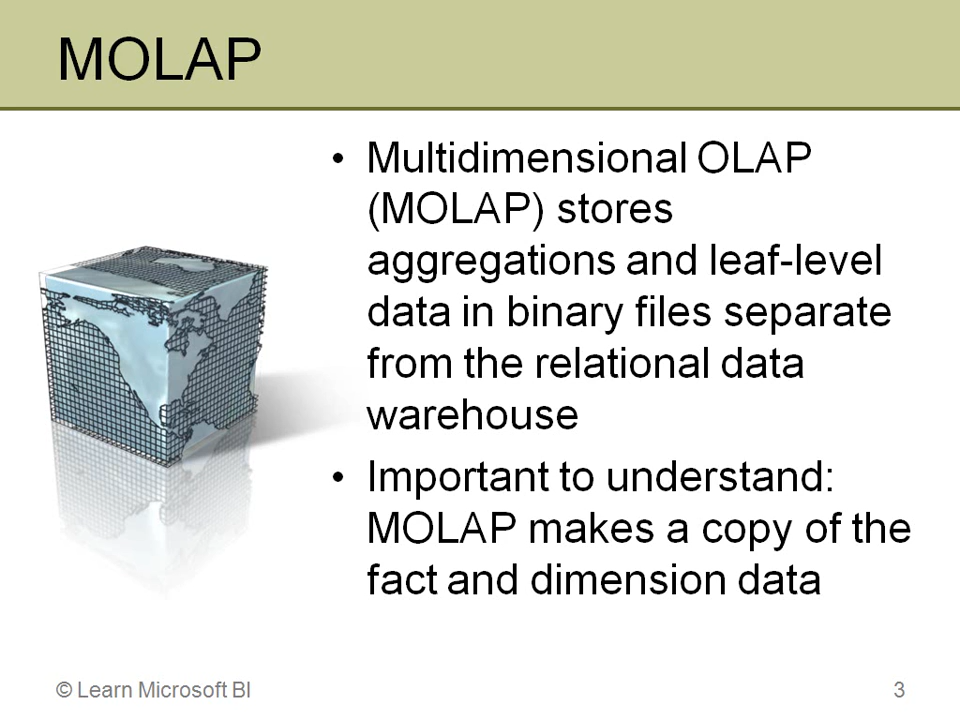 MOLAP
• Multidimensional OLAP
(MOLAP) stores
aggregations and leaf-level
data in binary files separate
from the relational data
warehouse
• Important to understand:
MOLAP makes a copy of the
fact and dimension data
© Learn Microsoft BI
3